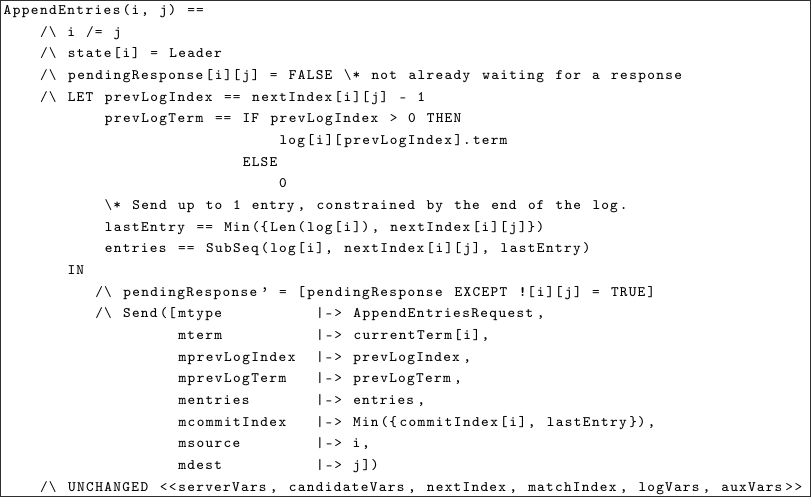 AppendEntries(i, j) ==
    /\ i /= j
    /\ state[i] = Leader
    /\ pendingResponse[i][j] = FALSE \* not already waiting for a response
    /\ LET prevLogIndex == nextIndex[i][j] - 1
           prevLogTerm == IF prevLogIndex > 0 THEN
                              log[i][prevLogIndex].term
                          ELSE
                              0
           \* Send up to 1 entry, constrained by the end of the log.
           lastEntry == Min({Len(log[i]), nextIndex[i][j]})
           entries == SubSeq(log[i], nextIndex[i][j], lastEntry)
       IN
          /\ pendingResponse' = [pendingResponse EXCEPT ![i][j] = TRUE]
          /\ Send([mtype          |-> AppendEntriesRequest,
                   mterm          |-> currentTerm[i],
                   mprevLogIndex  |-> prevLogIndex,
                   mprevLogTerm   |-> prevLogTerm,
                   mentries       |-> entries,
                   mcommitIndex   |-> Min({commitIndex[i], lastEntry}),
                   msource        |-> i,
                   mdest          |-> j])
    /\ UNCHANGED <<serverVars, candidateVars, nextIndex, matchIndex, logVars, auxVars>>